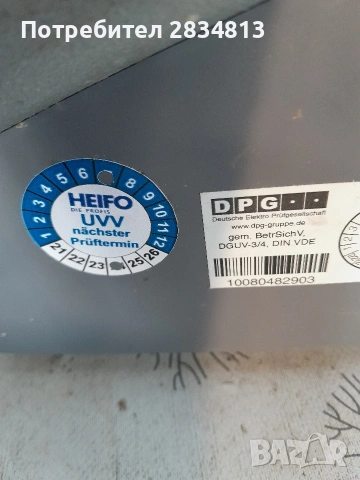 Потребител 2834813
HEIFO
DIE PROFIS
UVV
nächster
Prüftermin
1 2 3 4 5 6 8 9 10 11 12
21 22 23 25 26
DPG
Deutsche Elektro Prüfgesellschaft
www.dpg-gruppe.de
gem. BetrSichV,
DGUV-3/4, DIN VDE
10080482903
BAZAR